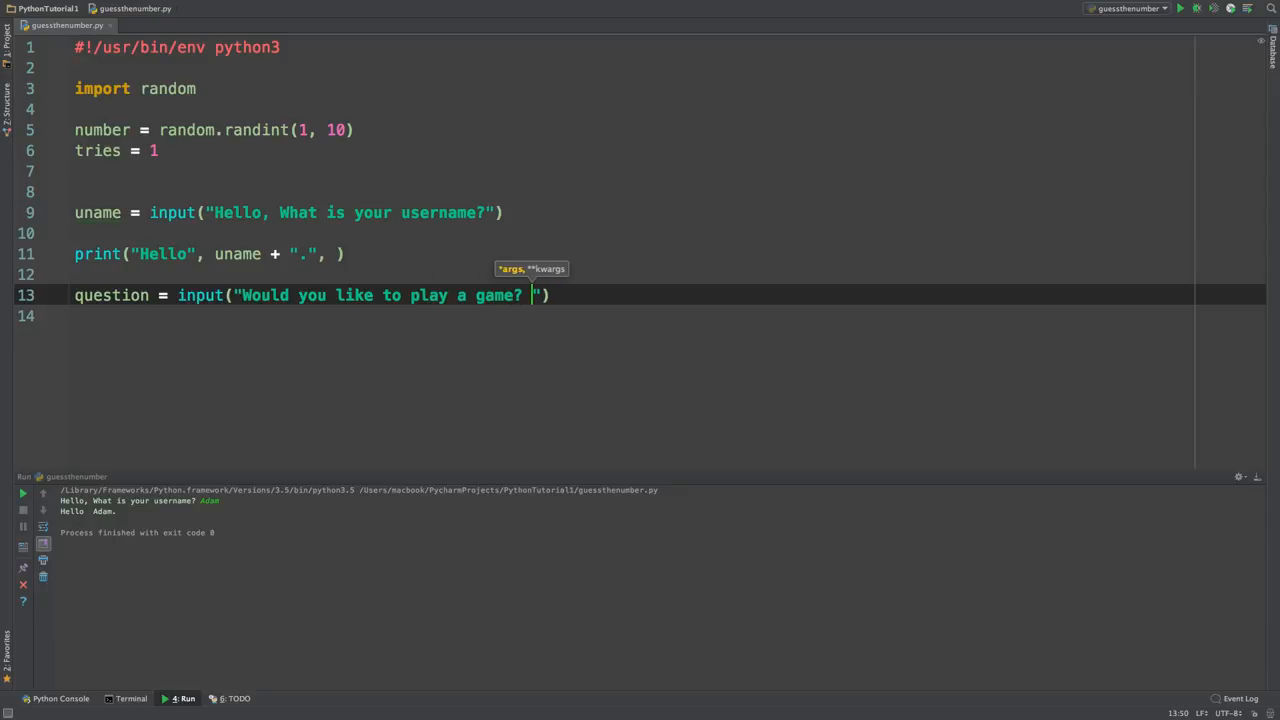 PythonTutorial1 guessthenumber.py guessthenumber
guessthenumber.py
1 #!/usr/bin/env python3
2
3 import random
4
5 number = random.randint(1, 10)
6 tries = 1
7
8
9 uname = input("Hello, What is your username?")
10
11 print("Hello", uname + ".", )
12
*args, **kwargs
13 question = input("Would you like to play a game? ")
14
1: Project
7: Structure
2: Favorites
Database
Run guessthenumber
/Library/Frameworks/Python.framework/Versions/3.5/bin/python3.5 /Users/macbook/PycharmProjects/PythonTutorial1/guessthenumber.py
Hello, What is your username? Adam
Hello  Adam.
Process finished with exit code 0
?
Python Console Terminal 4: Run 6: TODO Event Log
13:50 LF÷ UTF-8÷